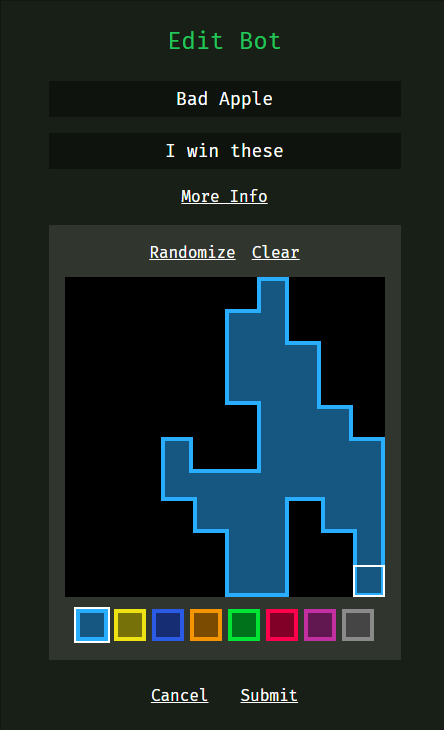 Edit Bot
Bad Apple
I win these
More Info
Randomize Clear
Cancel Submit